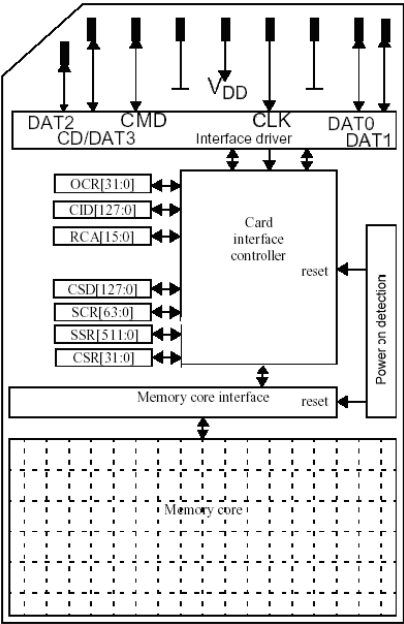 VDD
DAT2 CMD CLK DAT0
CD/DAT3 Interface driver DAT1
OCR[31:0]
CID[127:0]
RCA[15:0]
Card
interface
controller
reset
CSD[127:0]
SCR[63:0]
SSR[511:0]
CSR[31:0]
Power on detection
Memory core interface reset
Memory core